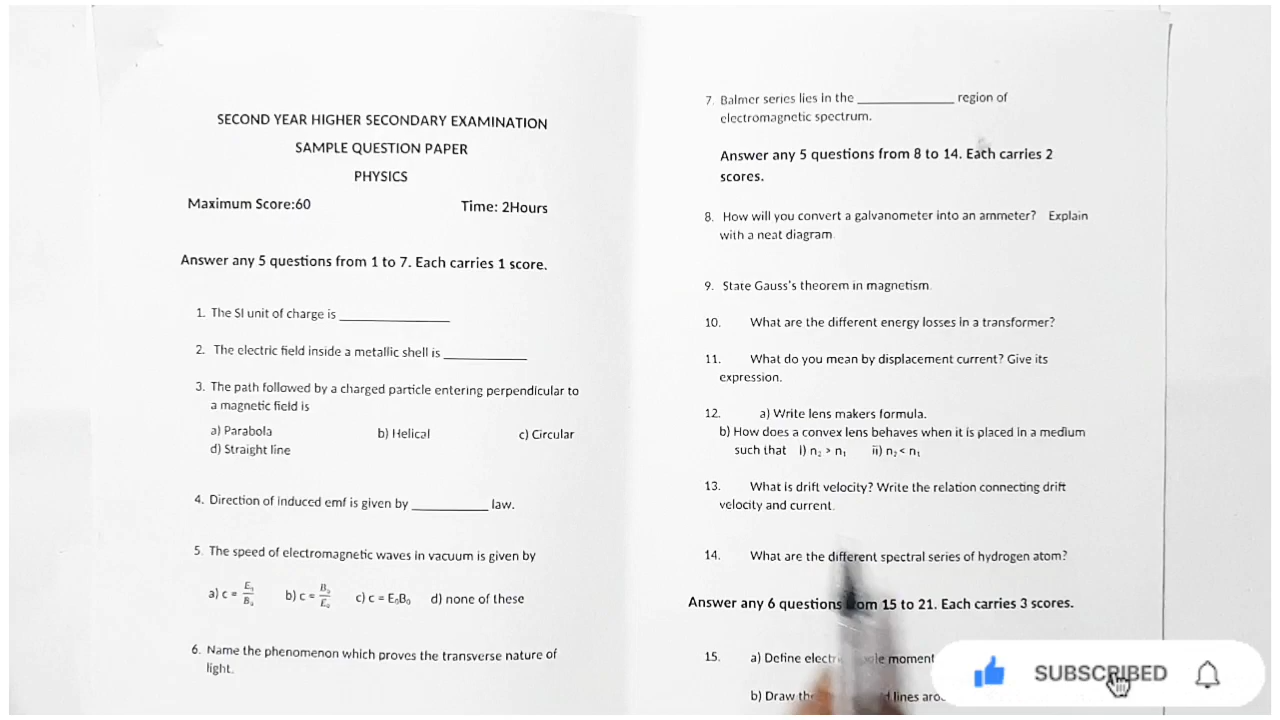 SECOND YEAR HIGHER SECONDARY EXAMINATION
SAMPLE QUESTION PAPER
PHYSICS
Maximum Score:60 Time: 2Hours
Answer any 5 questions from 1 to 7. Each carries 1 score.
1. The SI unit of charge is ________________
2. The electric field inside a metallic shell is ____________
3. The path followed by a charged particle entering perpendicular to
a magnetic field is
a) Parabola b) Helical c) Circular
d) Straight line
4. Direction of induced emf is given by ___________ law.
5. The speed of electromagnetic waves in vacuum is given by
a) c = E₀/B₀ b) c = B₀/E₀ c) c = E₀B₀ d) none of these
6. Name the phenomenon which proves the transverse nature of
light.
7. Balmer series lies in the ______________ region of
electromagnetic spectrum.
Answer any 5 questions from 8 to 14. Each carries 2
scores.
8. How will you convert a galvanometer into an ammeter? Explain
with a neat diagram.
9. State Gauss's theorem in magnetism.
10. What are the different energy losses in a transformer?
11. What do you mean by displacement current? Give its
expression.
12. a) Write lens makers formula.
b) How does a convex lens behaves when it is placed in a medium
such that i) n₂ > n₁ ii) n₂ < n₁
13. What is drift velocity? Write the relation connecting drift
velocity and current.
14. What are the different spectral series of hydrogen atom?
Answer any 6 questions from 15 to 21. Each carries 3 scores.
15. a) Define moment
b) Draw lines
SUBSCRIBED